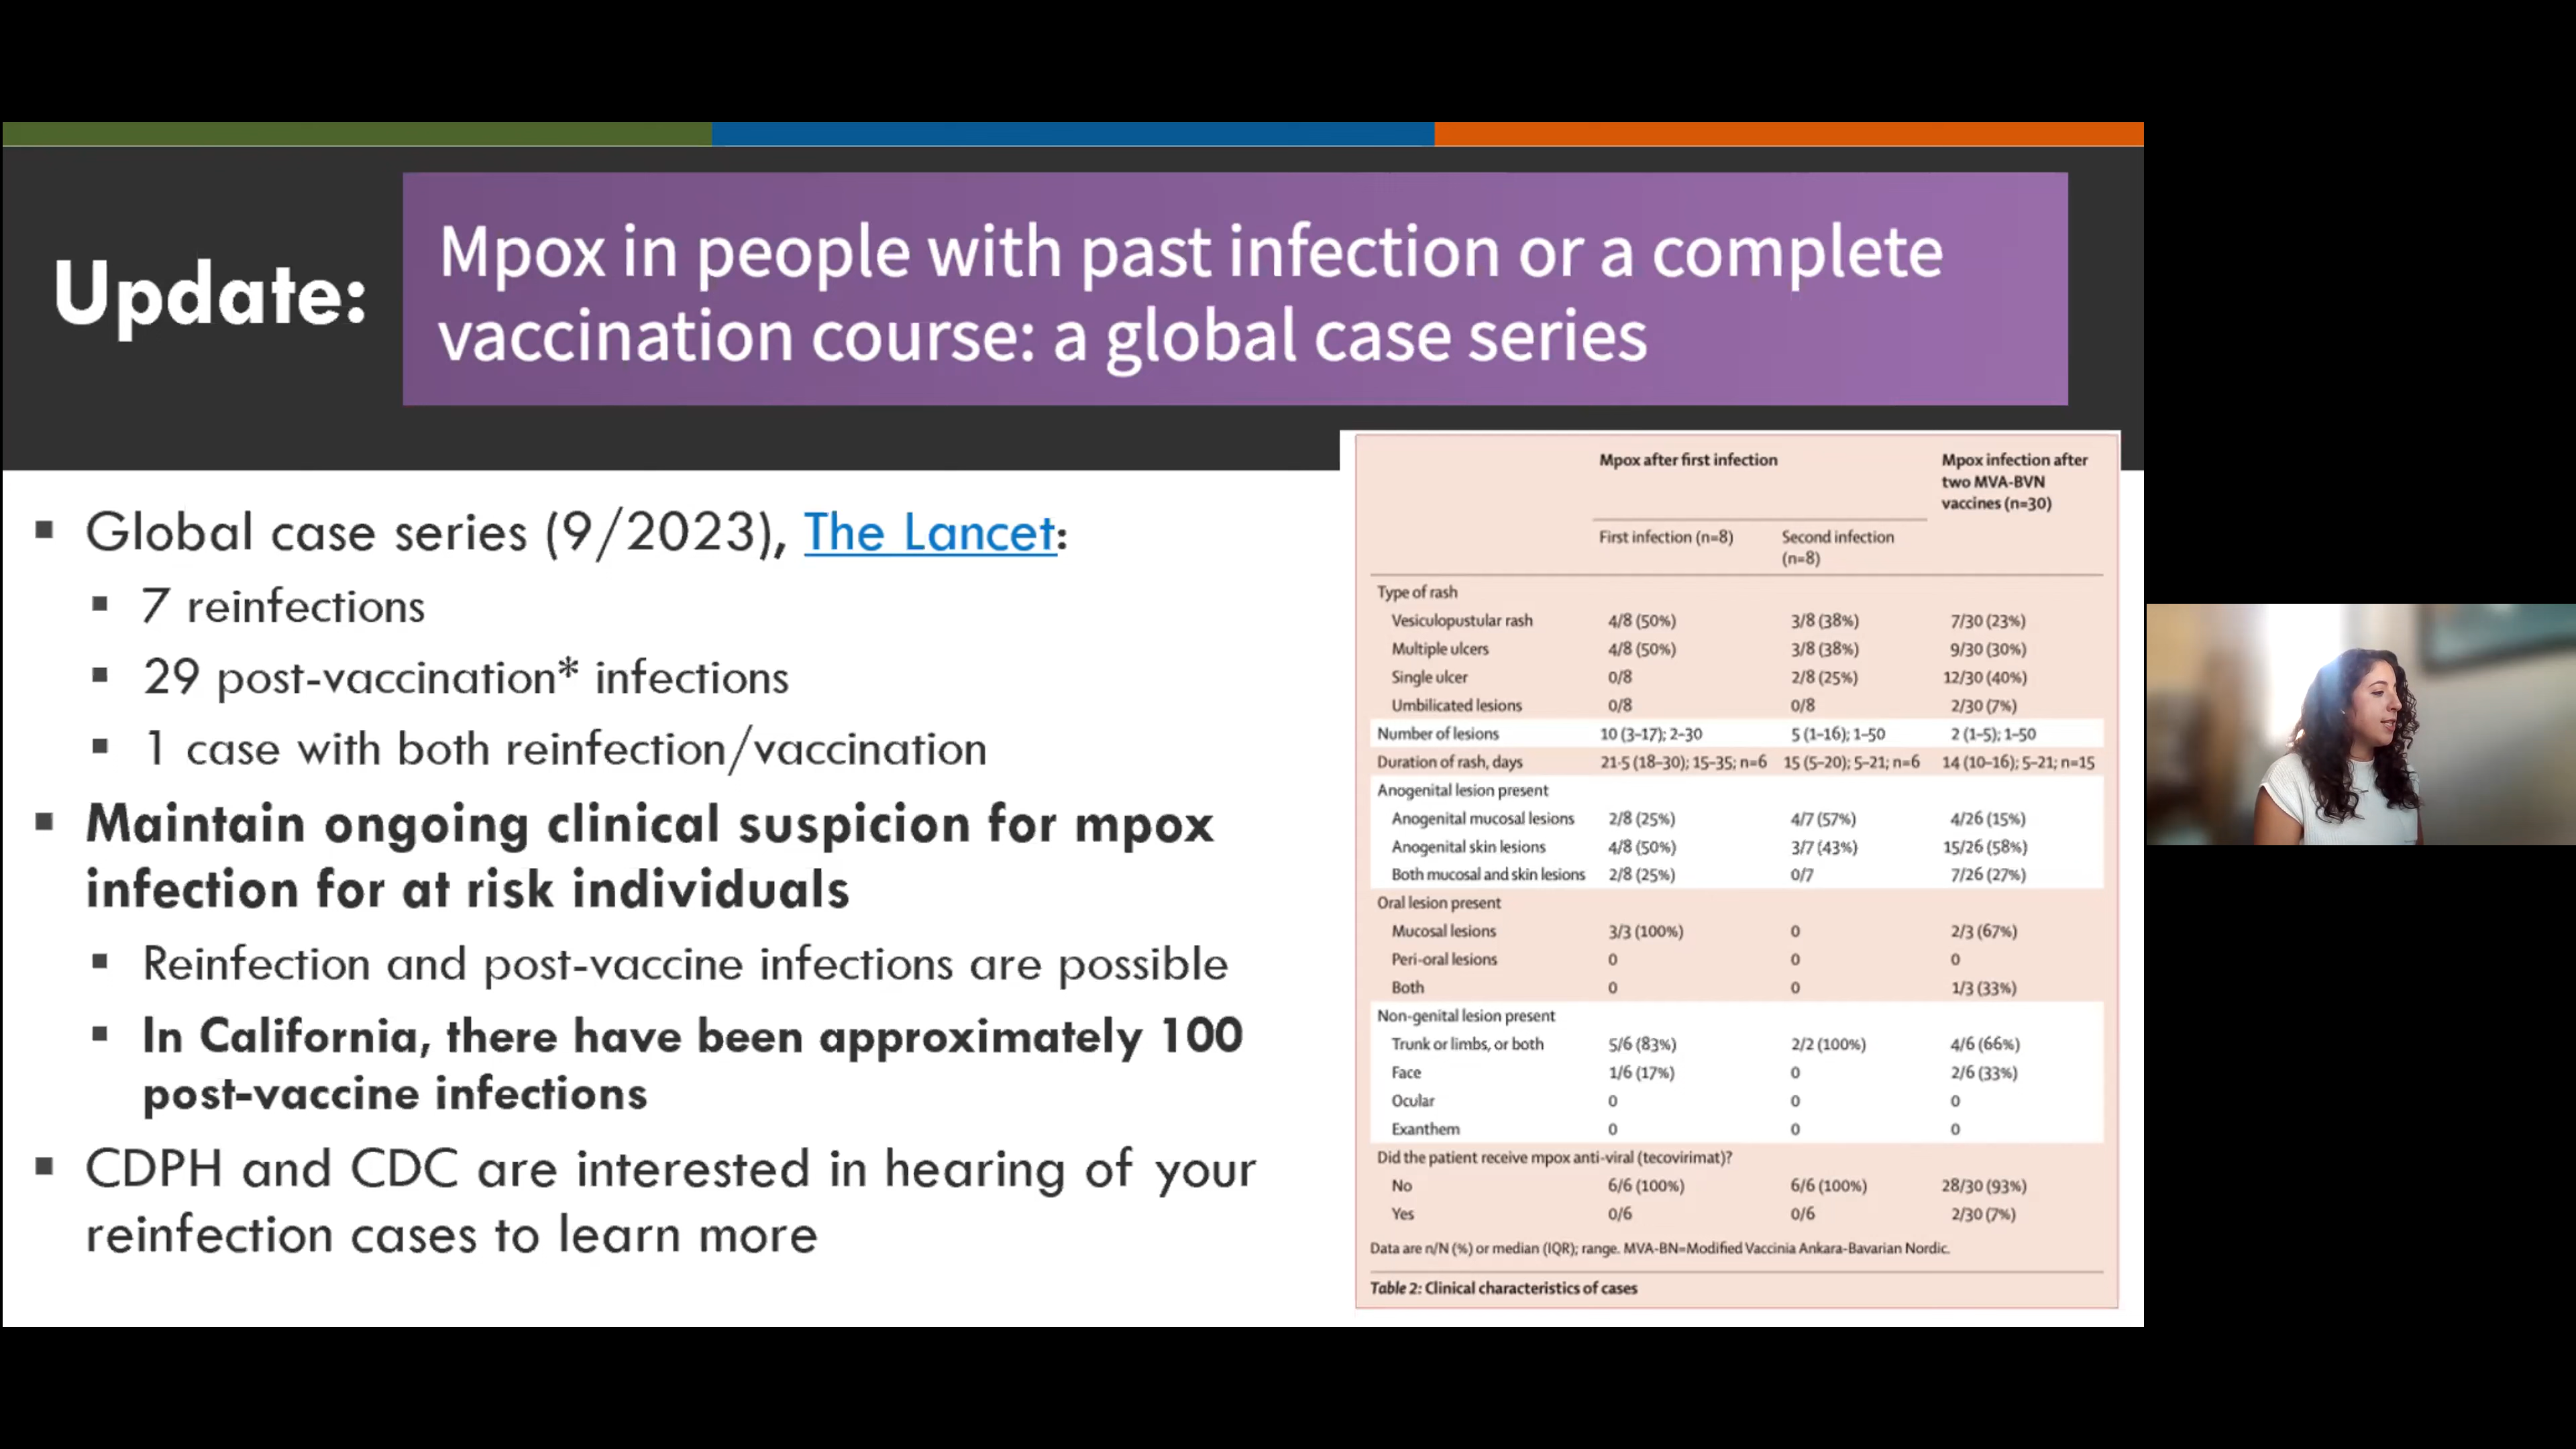 Update:
Mpox in people with past infection or a complete
vaccination course: a global case series
▪ Global case series (9/2023), The Lancet:
▪ 7 reinfections
▪ 29 post-vaccination* infections
▪ 1 case with both reinfection/vaccination
▪ Maintain ongoing clinical suspicion for mpox
infection for at risk individuals
▪ Reinfection and post-vaccine infections are possible
▪ In California, there have been approximately 100
post-vaccine infections
▪ CDPH and CDC are interested in hearing of your
reinfection cases to learn more
Mpox after first infection
Mpox infection after
two MVA-BVN
vaccines (n=30)
First infection (n=8) Second infection
(n=8)
Type of rash
Vesiculopustular rash 4/8 (50%) 3/8 (38%) 7/30 (23%)
Multiple ulcers 4/8 (50%) 3/8 (38%) 9/30 (30%)
Single ulcer 0/8 2/8 (25%) 12/30 (40%)
Umbilicated lesions 0/8 0/8 2/30 (7%)
Number of lesions 10 (3–17); 2–30 5 (1–16); 1–50 2 (1–5); 1–50
Duration of rash, days 21·5 (18–30); 15–35; n=6 15 (5–20); 5–21; n=6 14 (10–16); 5–21; n=15
Anogenital lesion present
Anogenital mucosal lesions 2/8 (25%) 4/7 (57%) 4/26 (15%)
Anogenital skin lesions 4/8 (50%) 3/7 (43%) 15/26 (58%)
Both mucosal and skin lesions 2/8 (25%) 0/7 7/26 (27%)
Oral lesion present
Mucosal lesions 3/3 (100%) 0 2/3 (67%)
Peri-oral lesions 0 0 0
Both 0 0 1/3 (33%)
Non-genital lesion present
Trunk or limbs, or both 5/6 (83%) 2/2 (100%) 4/6 (66%)
Face 1/6 (17%) 0 2/6 (33%)
Ocular 0 0 0
Exanthem 0 0 0
Did the patient receive mpox anti-viral (tecovirimat)?
No 6/6 (100%) 6/6 (100%) 28/30 (93%)
Yes 0/6 0/6 2/30 (7%)
Data are n/N (%) or median (IQR); range. MVA-BN=Modified Vaccinia Ankara-Bavarian Nordic.
Table 2: Clinical characteristics of cases